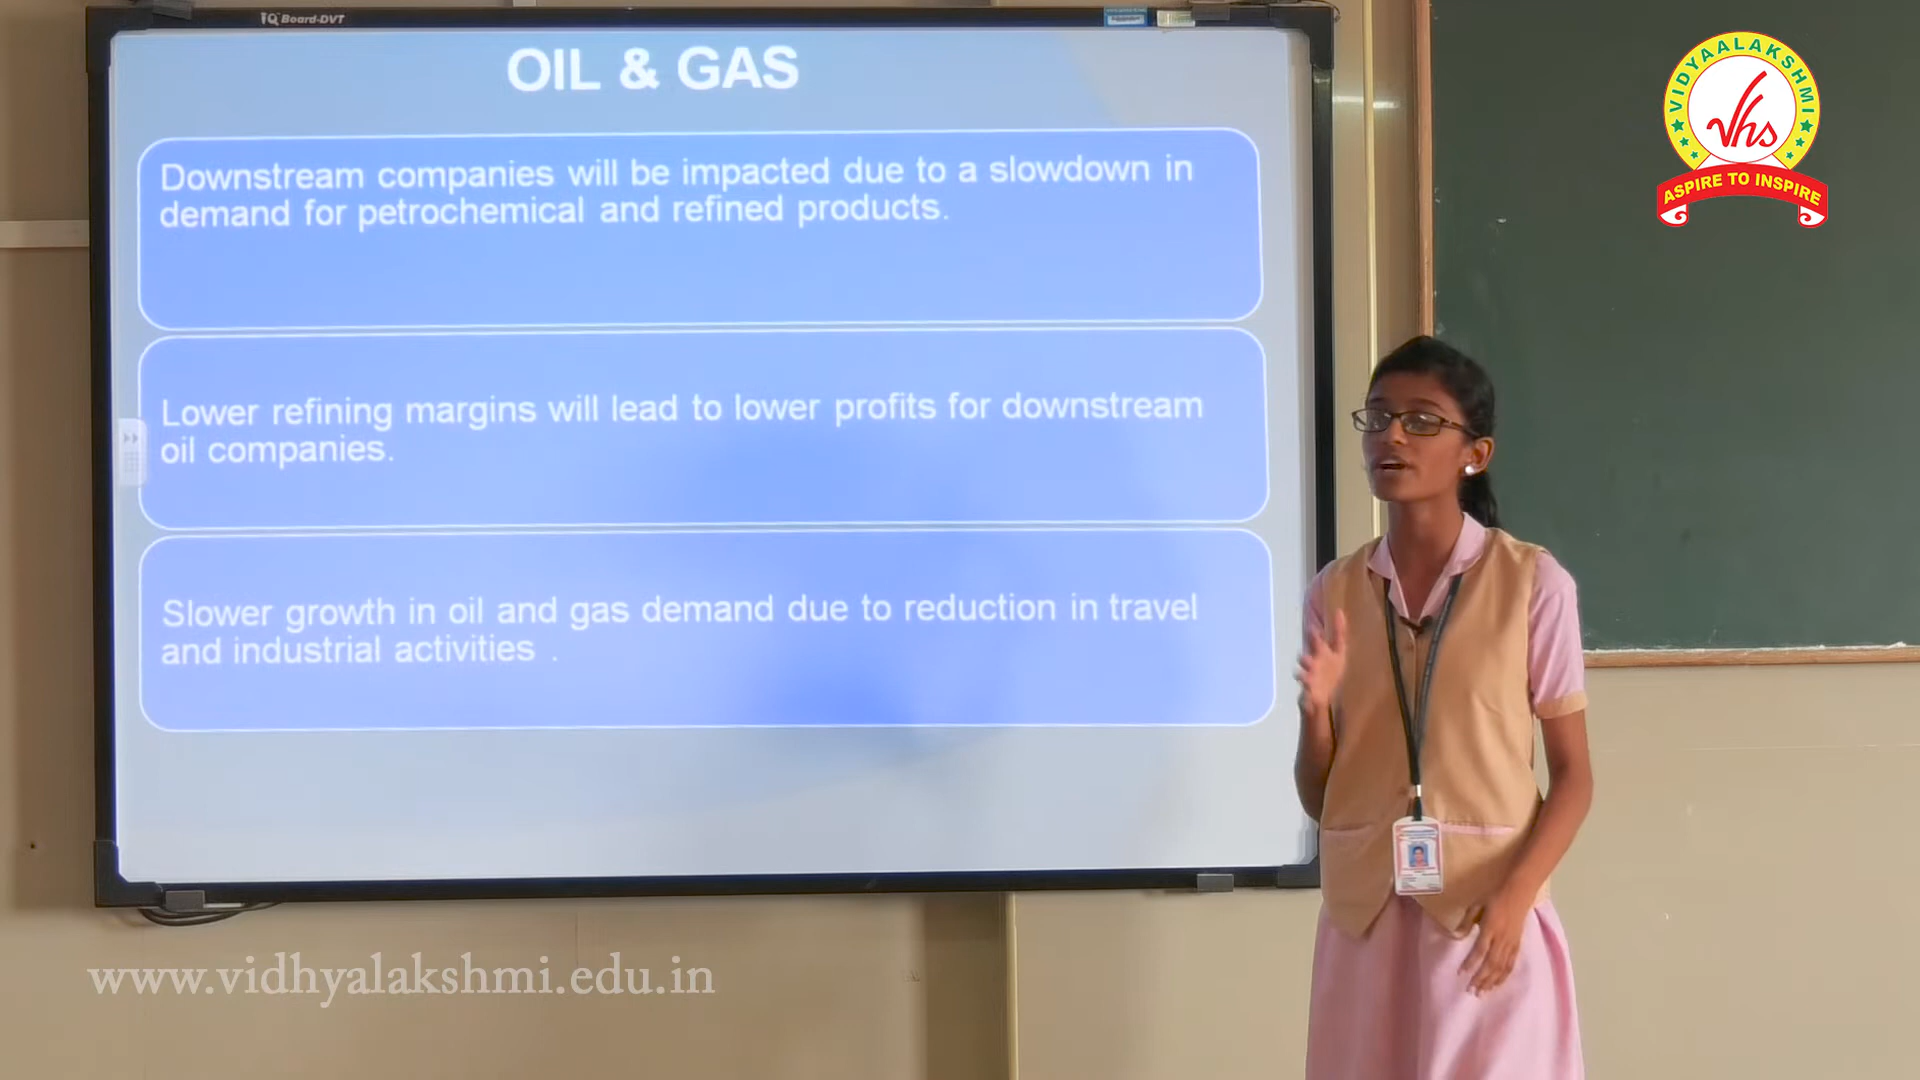 iQBoard-DVT
OIL & GAS
Downstream companies will be impacted due to a slowdown in
demand for petrochemical and refined products.
Lower refining margins will lead to lower profits for downstream
oil companies.
Slower growth in oil and gas demand due to reduction in travel
and industrial activities .
VIDYAALAKSHMI
Vhs
ASPIRE TO INSPIRE
www.vidhyalakshmi.edu.in